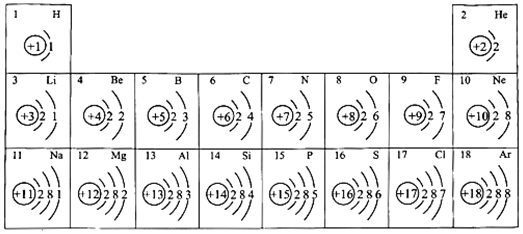 1 H 2 He
+1 1 +2 2
3 Li 4 Be 5 B 6 C 7 N 8 O 9 F 10 Ne
+3 2 1 +4 2 2 +5 2 3 +6 2 4 +7 2 5 +8 2 6 +9 2 7 +10 2 8
11 Na 12 Mg 13 Al 14 Si 15 P 16 S 17 Cl 18 Ar
+11 2 8 1 +12 2 8 2 +13 2 8 3 +14 2 8 4 +15 2 8 5 +16 2 8 6 +17 2 8 7 +18 2 8 8